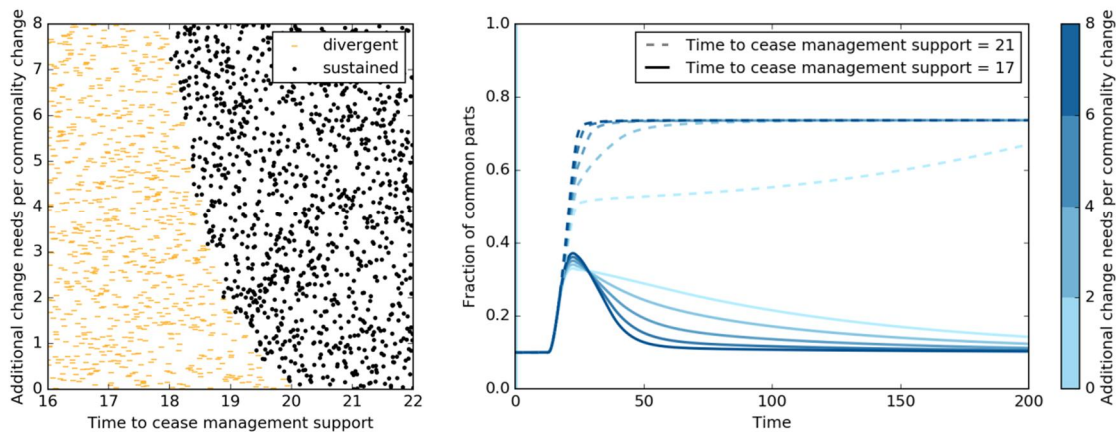 Additional change needs per commonality change
8
7
6
5
4
3
2
1
0
divergent
sustained
16 17 18 19 20 21 22
Time to cease management support
Fraction of common parts
1.0
0.8
0.6
0.4
0.2
0.0
Time to cease management support = 21
Time to cease management support = 17
0 50 100 150 200
Time
8
6
4
2
0
Additional change needs per commonality change